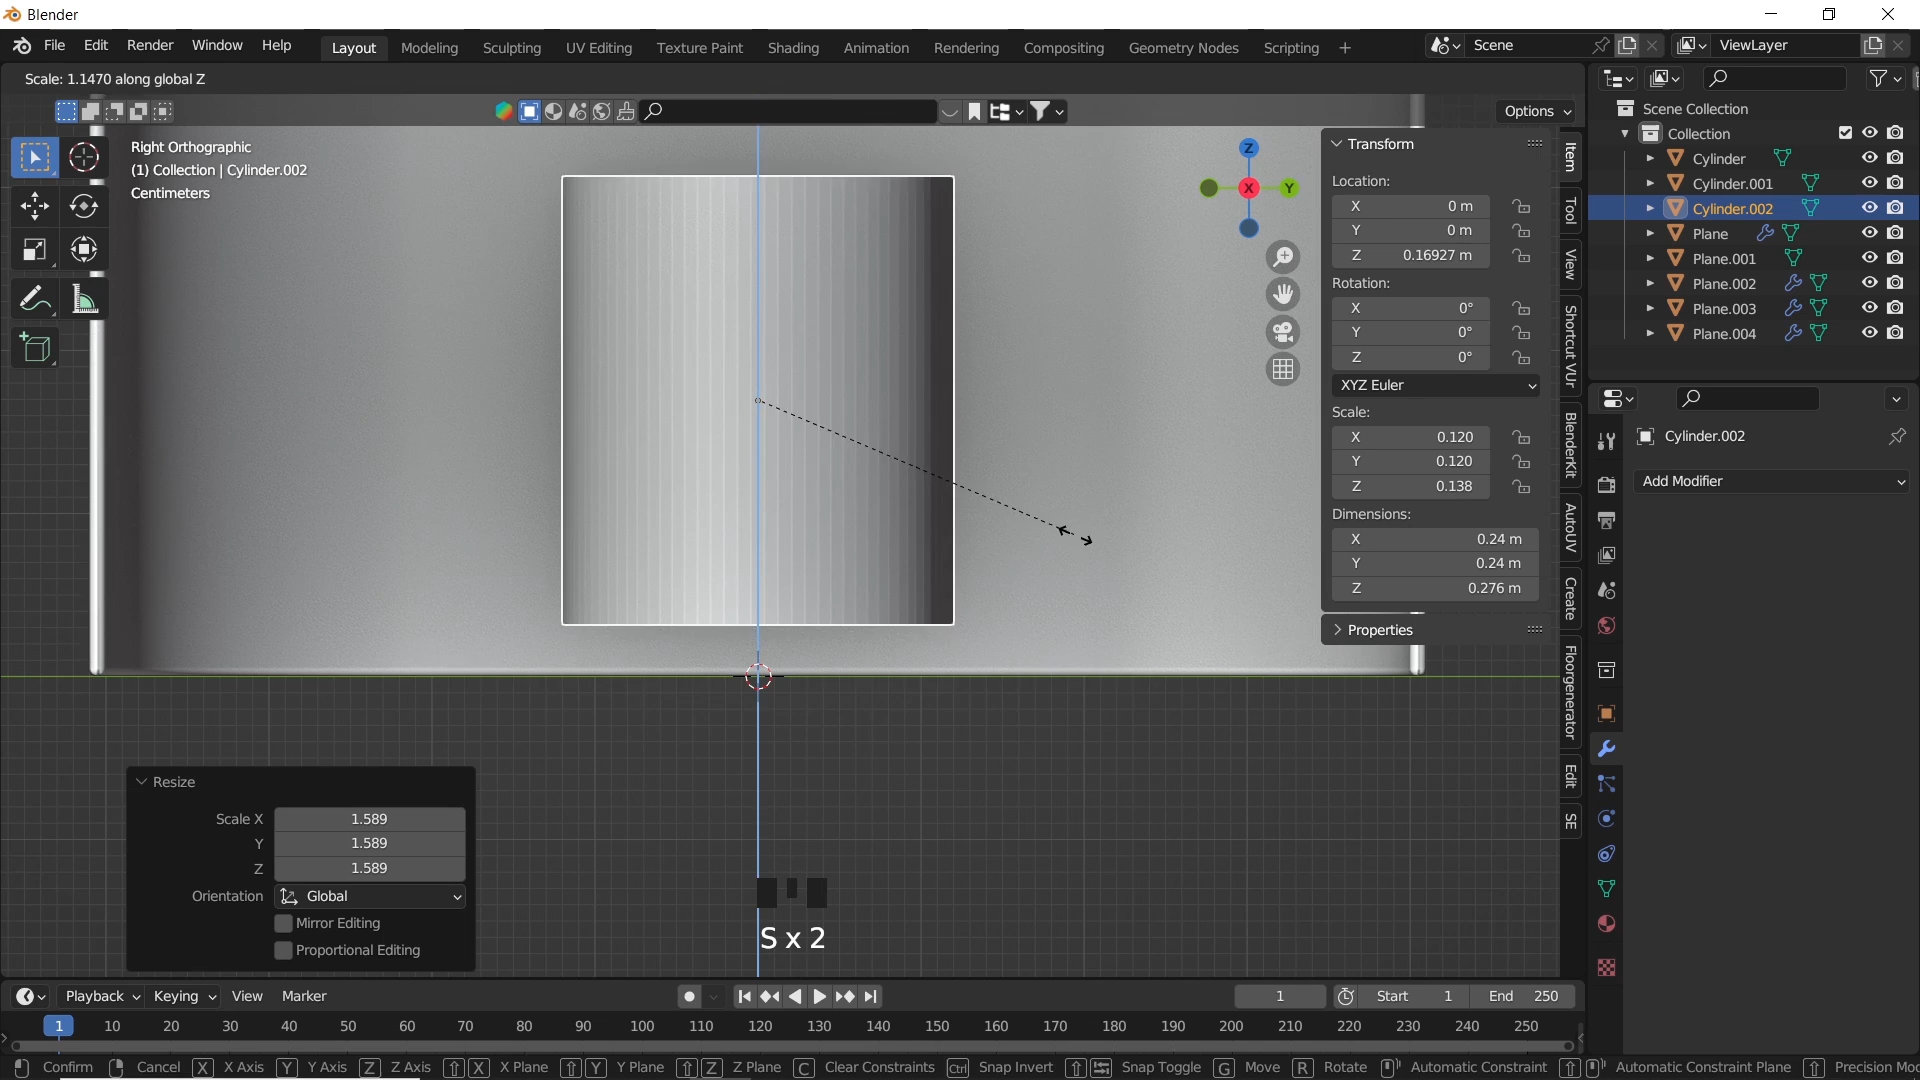 Blender
File Edit Render Window Help Layout Modeling Sculpting UV Editing Texture Paint Shading Animation Rendering Compositing Geometry Nodes Scripting + Scene ViewLayer
Scale: 1.1470 along global Z
Options
Right Orthographic
(1) Collection | Cylinder.002
Centimeters
Z
X
Y
Transform
Location:
X 0 m
Y 0 m
Z 0.16927 m
Rotation:
X 0°
Y 0°
Z 0°
XYZ Euler
Scale:
X 0.120
Y 0.120
Z 0.138
Dimensions:
X 0.24 m
Y 0.24 m
Z 0.276 m
Properties
Item
Tool
View
Shortcut VUr
BlenderKit
AutoUV
Create
Floorgenerator
Edit
SE
Scene Collection
Collection
Cylinder
Cylinder.001
Cylinder.002
Plane
Plane.001
Plane.002
Plane.003
Plane.004
Cylinder.002
Add Modifier
Resize
Scale X 1.589
Y 1.589
Z 1.589
Orientation Global
Mirror Editing
Proportional Editing
S x 2
Playback Keying View Marker 1 Start 1 End 250
1 10 20 30 40 50 60 70 80 90 100 110 120 130 140 150 160 170 180 190 200 210 220 230 240 250
Confirm Cancel X X Axis Y Y Axis Z Z Axis X X Plane Y Y Plane Z Z Plane C Clear Constraints Ctrl Snap Invert Snap Toggle G Move R Rotate Automatic Constraint Automatic Constraint Plane Precision Mo